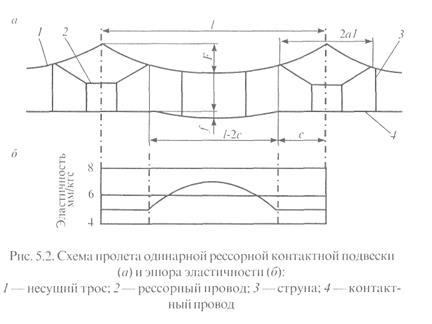 а
l
1
2
2a1
3
F
f
l-2c
c
4
б
Эластичность
мм/кгс
8
6
4
Рис. 5.2. Схема пролета одинарной рессорной контактной подвески
(а) и эпюра эластичности (б):
1 — несущий трос; 2 — рессорный провод; 3 — струна; 4 — контакт-
ный провод